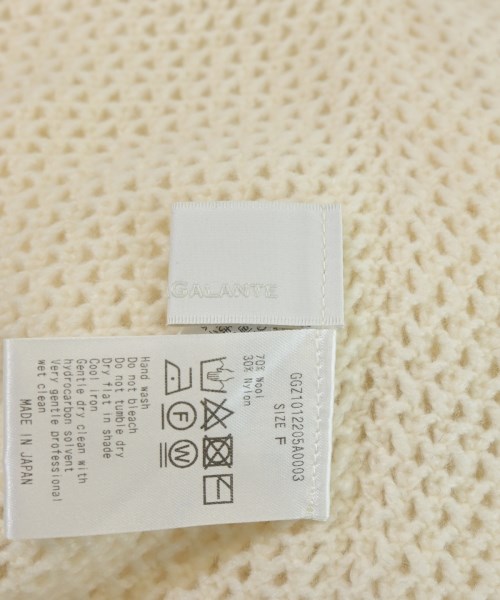 GALANTE
GGZ1012205A0003
SIZE F
70% Wool
30% Nylon
Hand wash
Do not bleach
Do not tumble dry
Dry flat in shade
Cool iron
Gentle dry clean with
hydrocarbon solvent
Very gentle professional
wet clean
MADE IN JAPAN